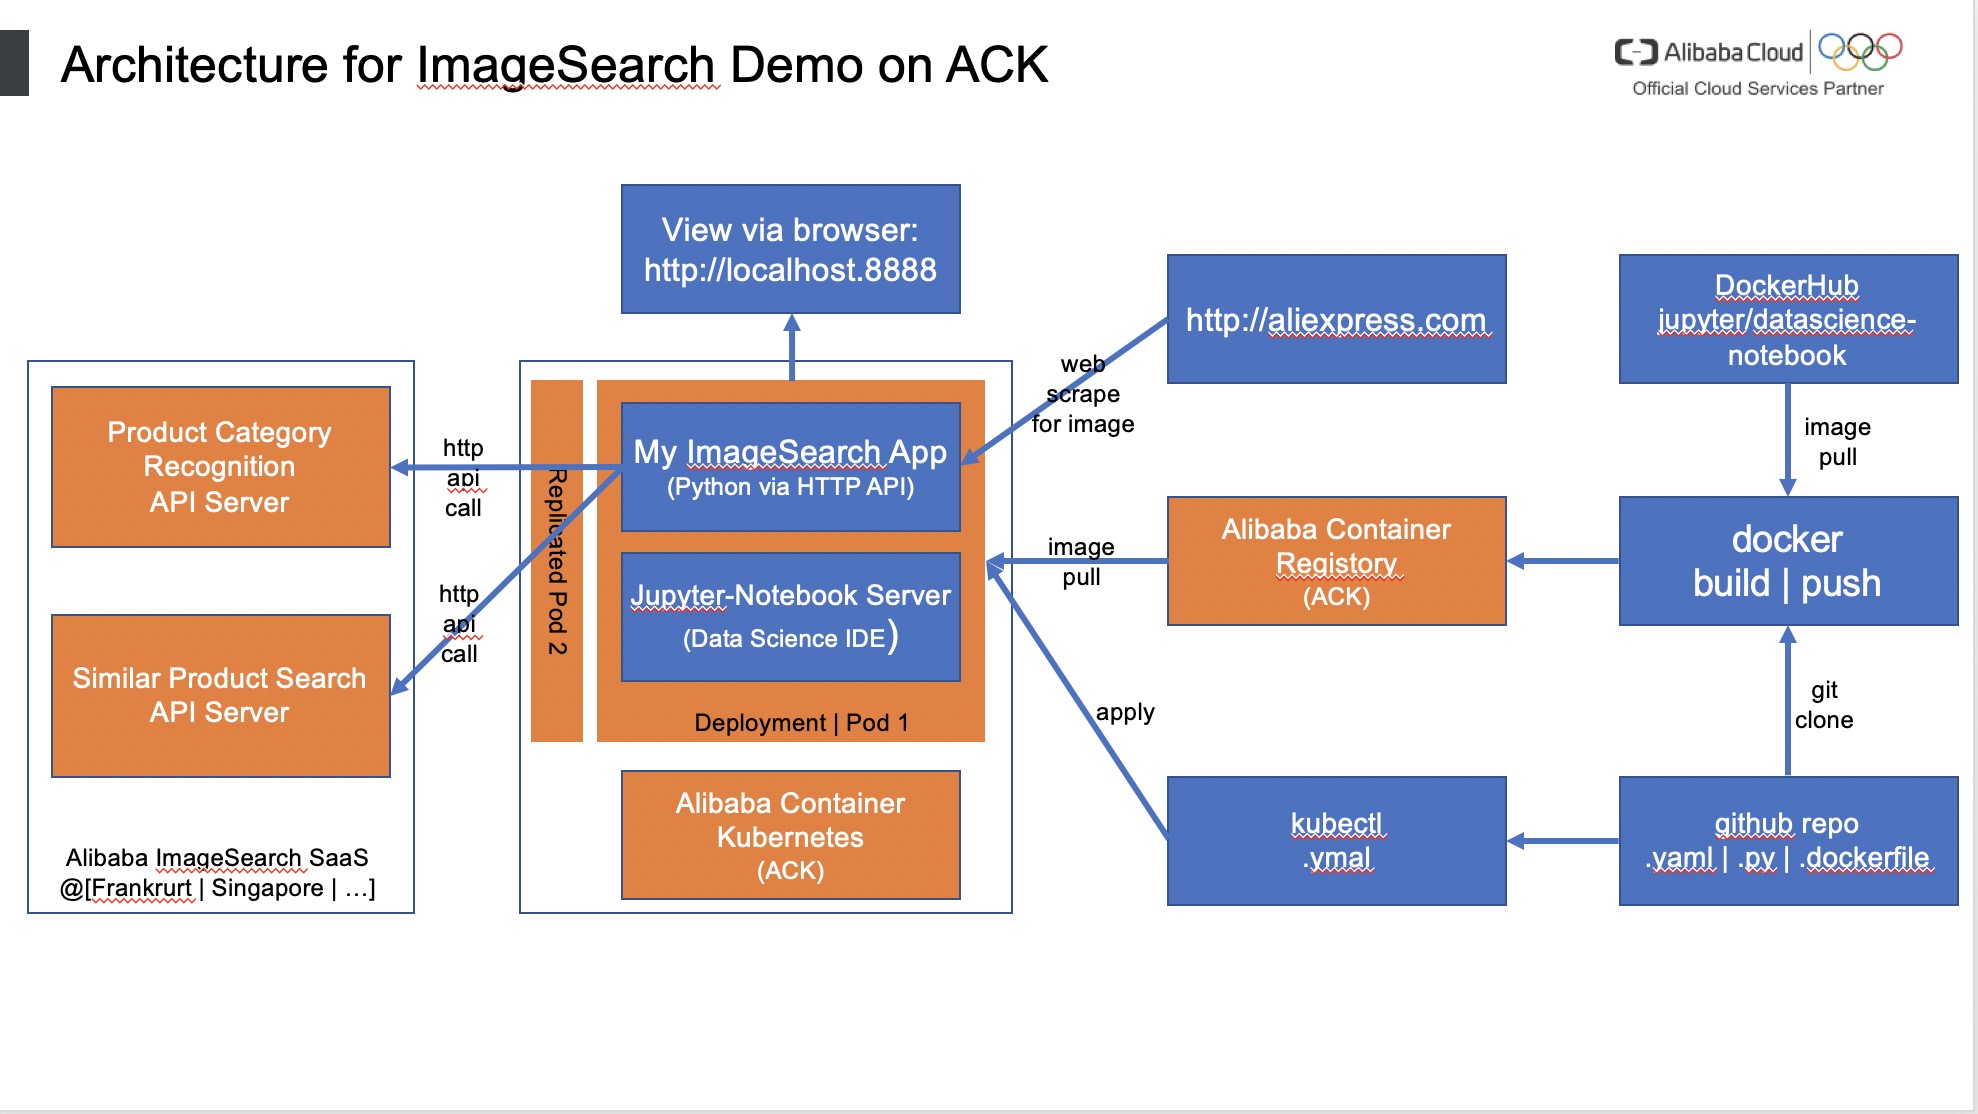 Architecture for ImageSearch Demo on ACK
Alibaba Cloud
Official Cloud Services Partner
View via browser:
http://localhost.8888
http://aliexpress.com
DockerHub
jupyter/datascience-
notebook
web
scrape
for image
image
pull
Product Category
Recognition
API Server
http
api
call
Replicated Pod 2
My ImageSearch App
(Python via HTTP API)
Jupyter-Notebook Server
(Data Science IDE)
Deployment | Pod 1
image
pull
Alibaba Container
Registory
(ACK)
docker
build | push
Similar Product Search
API Server
http
api
call
apply
git
clone
Alibaba Container
Kubernetes
(ACK)
kubectl
.ymal
github repo
.yaml | .py | .dockerfile
Alibaba ImageSearch SaaS
@[Frankrurt | Singapore | …]